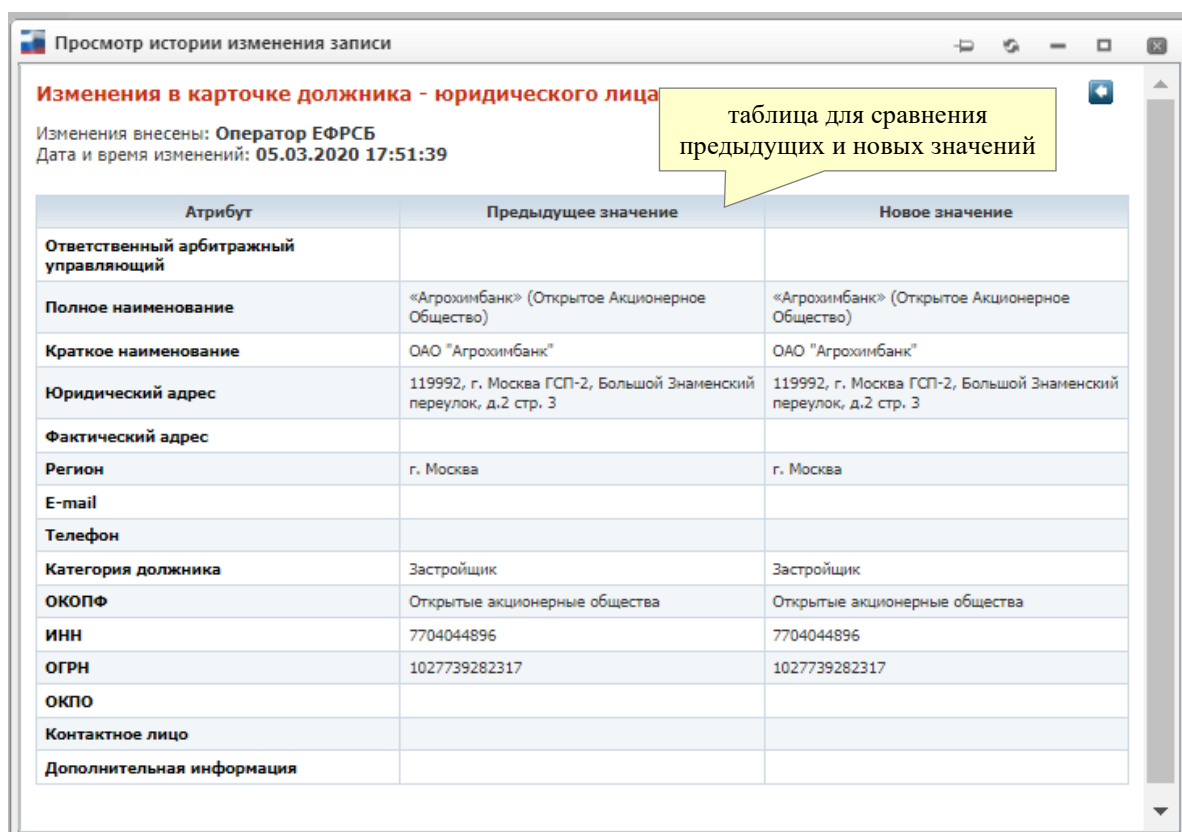 Просмотр истории изменения записи
Изменения в карточке должника - юридического лица
таблица для сравнения
предыдущих и новых значений
Изменения внесены: Оператор ЕФРСБ
Дата и время изменений: 05.03.2020 17:51:39
Атрибут Предыдущее значение Новое значение
Ответственный арбитражный
управляющий
Полное наименование «Агрохимбанк» (Открытое Акционерное «Агрохимбанк» (Открытое Акционерное
Общество) Общество)
Краткое наименование ОАО "Агрохимбанк" ОАО "Агрохимбанк"
Юридический адрес 119992, г. Москва ГСП-2, Большой Знаменский 119992, г. Москва ГСП-2, Большой Знаменский
переулок, д.2 стр. 3 переулок, д.2 стр. 3
Фактический адрес
Регион г. Москва г. Москва
E-mail
Телефон
Категория должника Застройщик Застройщик
ОКОПФ Открытые акционерные общества Открытые акционерные общества
ИНН 7704044896 7704044896
ОГРН 1027739282317 1027739282317
ОКПО
Контактное лицо
Дополнительная информация